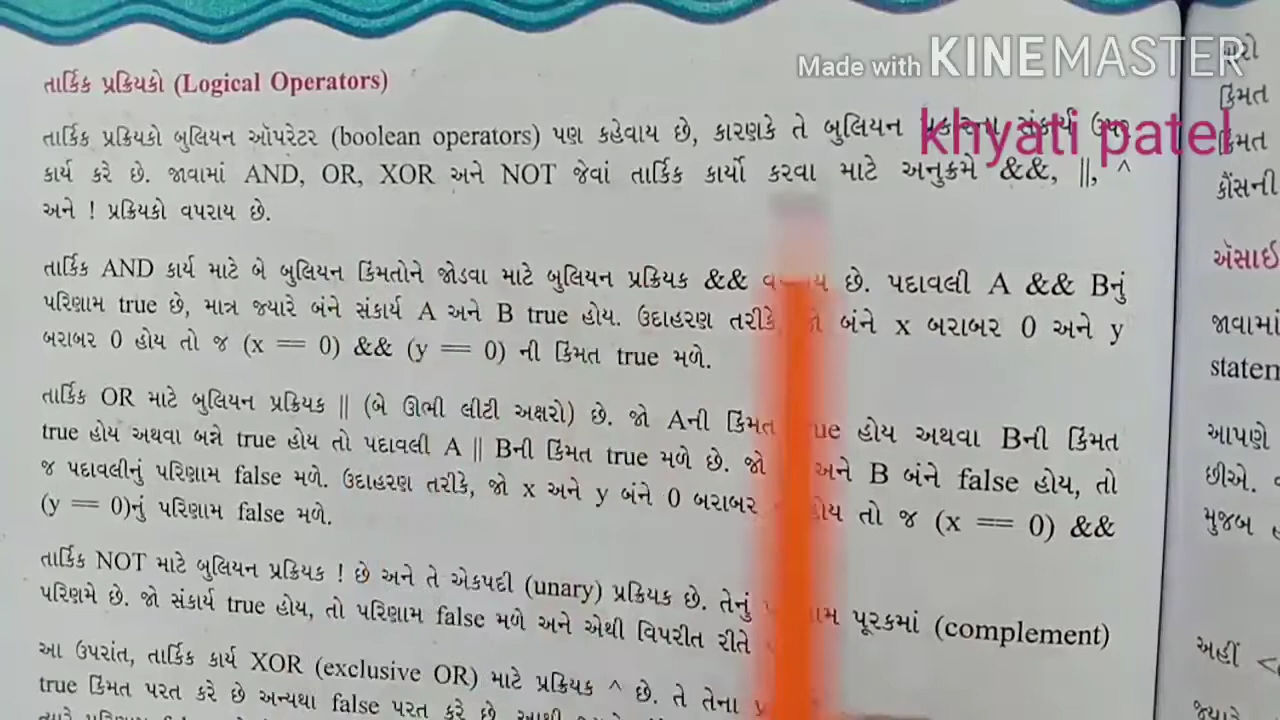 Made with KINEMASTER
khyati patel
તાર્કિક પ્રક્રિયકો (Logical Operators)
તાર્કિક પ્રક્રિયકો બુલિયન ઑપરેટર (boolean operators) પણ કહેવાય છે, કારણકે તે બુલિયન
કાર્ય કરે છે. જાવામાં AND, OR, XOR અને NOT જેવાં તાર્કિક કાર્યો કરવા માટે અનુક્રમે &&, ||, ^
અને ! પ્રક્રિયકો વપરાય છે.
તાર્કિક AND કાર્ય માટે બે બુલિયન કિંમતોને જોડવા માટે બુલિયન પ્રક્રિયક && છે. પદાવલી A && Bનું
પરિણામ true છે, માત્ર જ્યારે બંને સંકાર્ય A અને B true હોય. ઉદાહરણ તરીકે, બંને x બરાબર 0 અને y
બરાબર 0 હોય તો જ (x == 0) && (y == 0) ની કિંમત true મળે.
તાર્કિક OR માટે બુલિયન પ્રક્રિયક || (બે ઊભી લીટી અક્ષરો) છે. જો Aની કિંમત હોય અથવા Bની કિંમત
true હોય અથવા બન્ને true હોય તો પદાવલી A || Bની કિંમત true મળે છે. જો અને B બંને false હોય, તો
જ પદાવલીનું પરિણામ false મળે. ઉદાહરણ તરીકે, જો x અને y બંને 0 બરાબર તો જ (x == 0) &&
(y == 0)નું પરિણામ false મળે.
તાર્કિક NOT માટે બુલિયન પ્રક્રિયક ! છે અને તે એકપદી (unary) પ્રક્રિયક છે. તેનું પૂરકમાં (complement)
પરિણમે છે. જો સંકાર્ય true હોય, તો પરિણામ false મળે અને એથી વિપરીત રીતે
આ ઉપરાંત, તાર્કિક કાર્ય XOR (exclusive OR) માટે પ્રક્રિયક ^ છે. તે તેના
true કિંમત પરત કરે છે અન્યથા false પરત કરે છે.
કિંમત
કિંમત
કૌંસની
જાવામાં
statem
આપણે
છીએ.
મુજબ
અહીં <